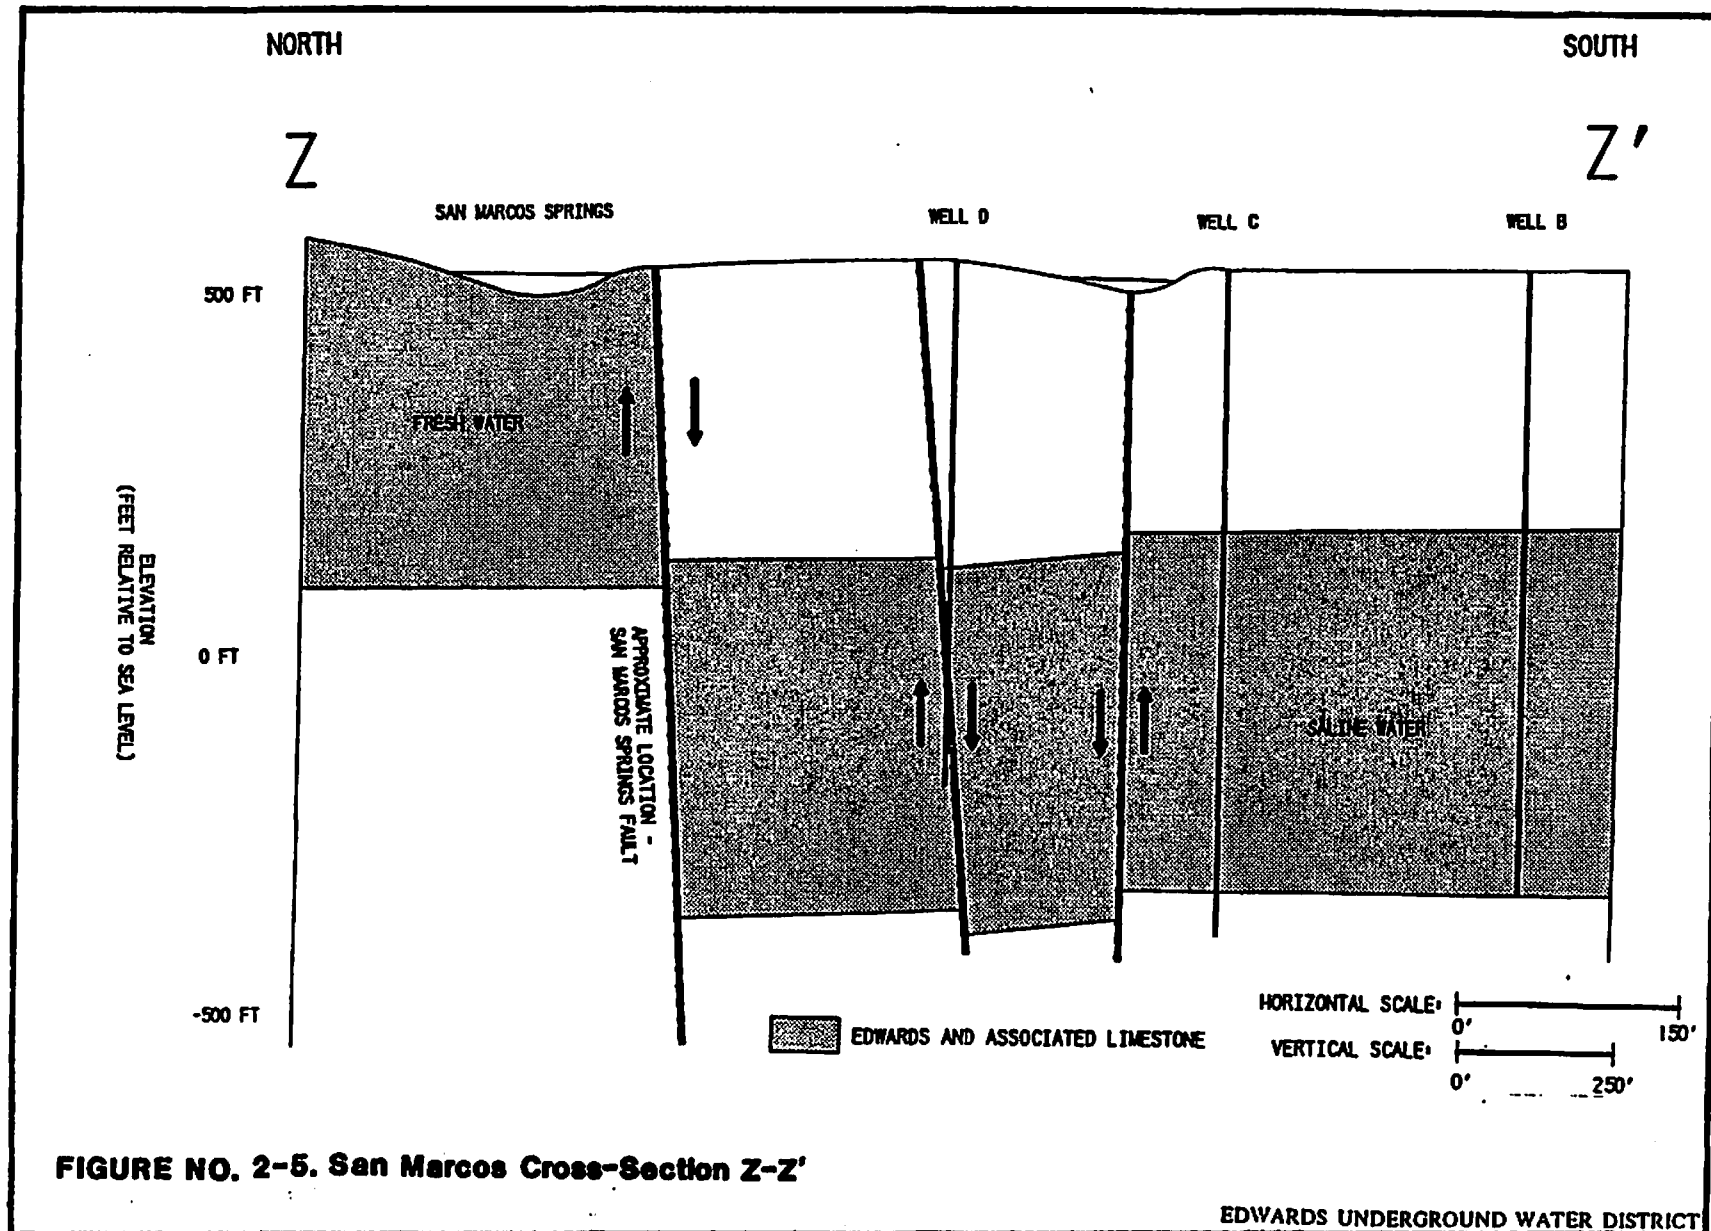 NORTH
SOUTH
Z
Z'
SAN MARCOS SPRINGS
WELL D
WELL C
WELL B
500 FT
FRESH WATER
ELEVATION
(FEET RELATIVE TO SEA LEVEL)
0 FT
APPROXIMATE LOCATION -
SAN MARCOS SPRINGS FAULT
SALINE WATER
-500 FT
EDWARDS AND ASSOCIATED LIMESTONE
HORIZONTAL SCALE:
0'
150'
VERTICAL SCALE:
0'
250'
FIGURE NO. 2-5. San Marcos Cross-Section Z-Z'
EDWARDS UNDERGROUND WATER DISTRICT